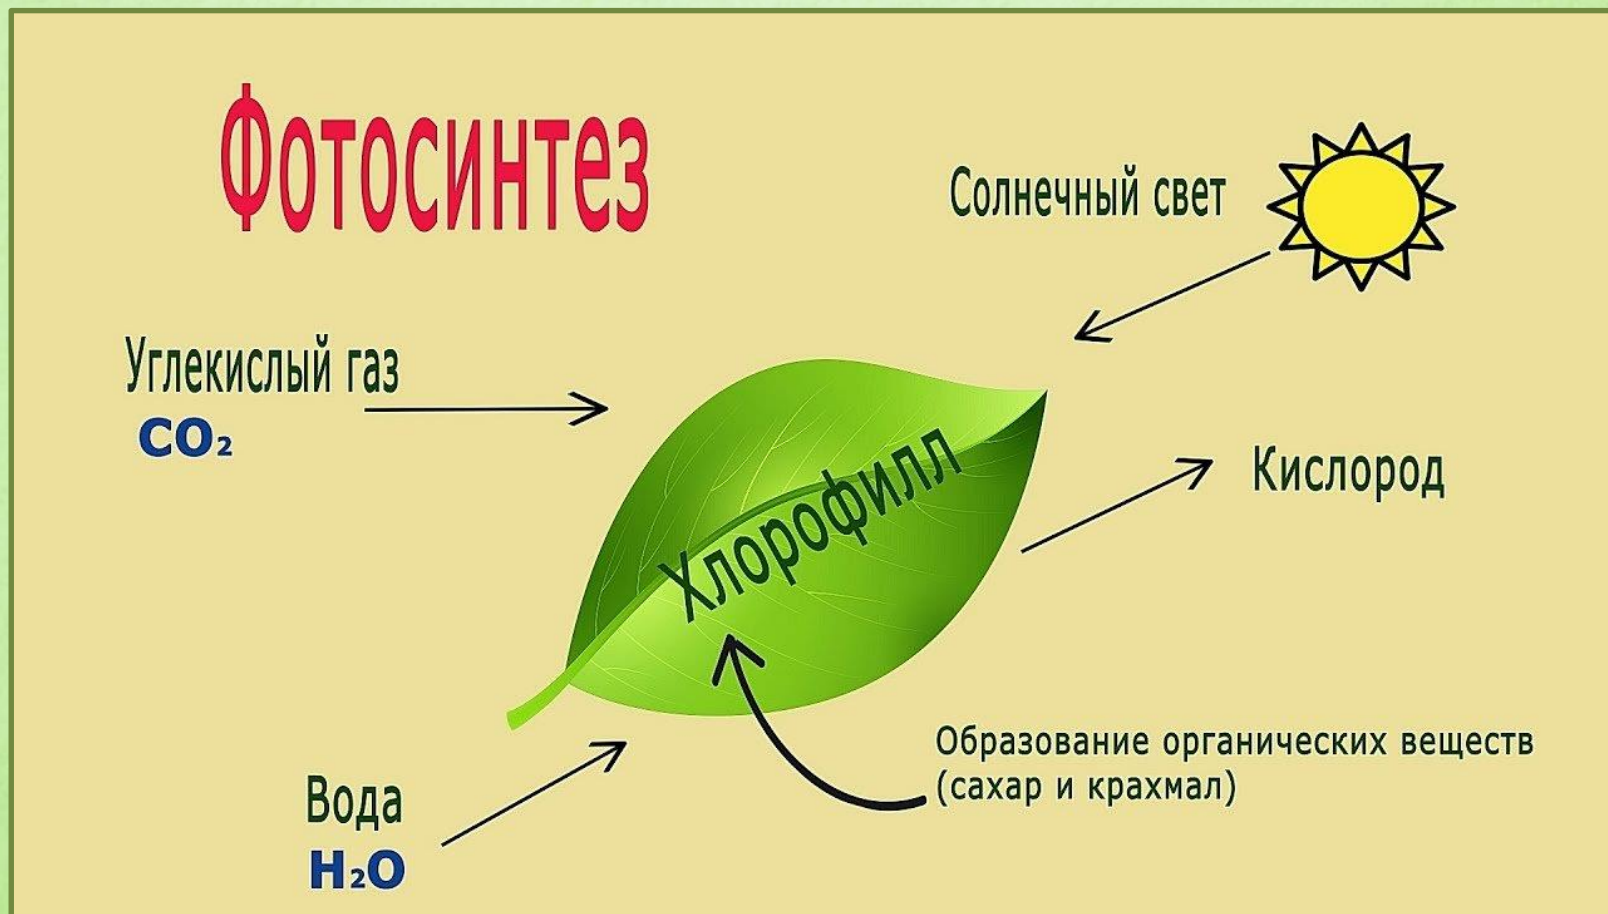 Фотосинтез
Солнечный свет
Углекислый газ
CO₂
Хлорофилл
Кислород
Образование органических веществ
(сахар и крахмал)
Вода
H₂O